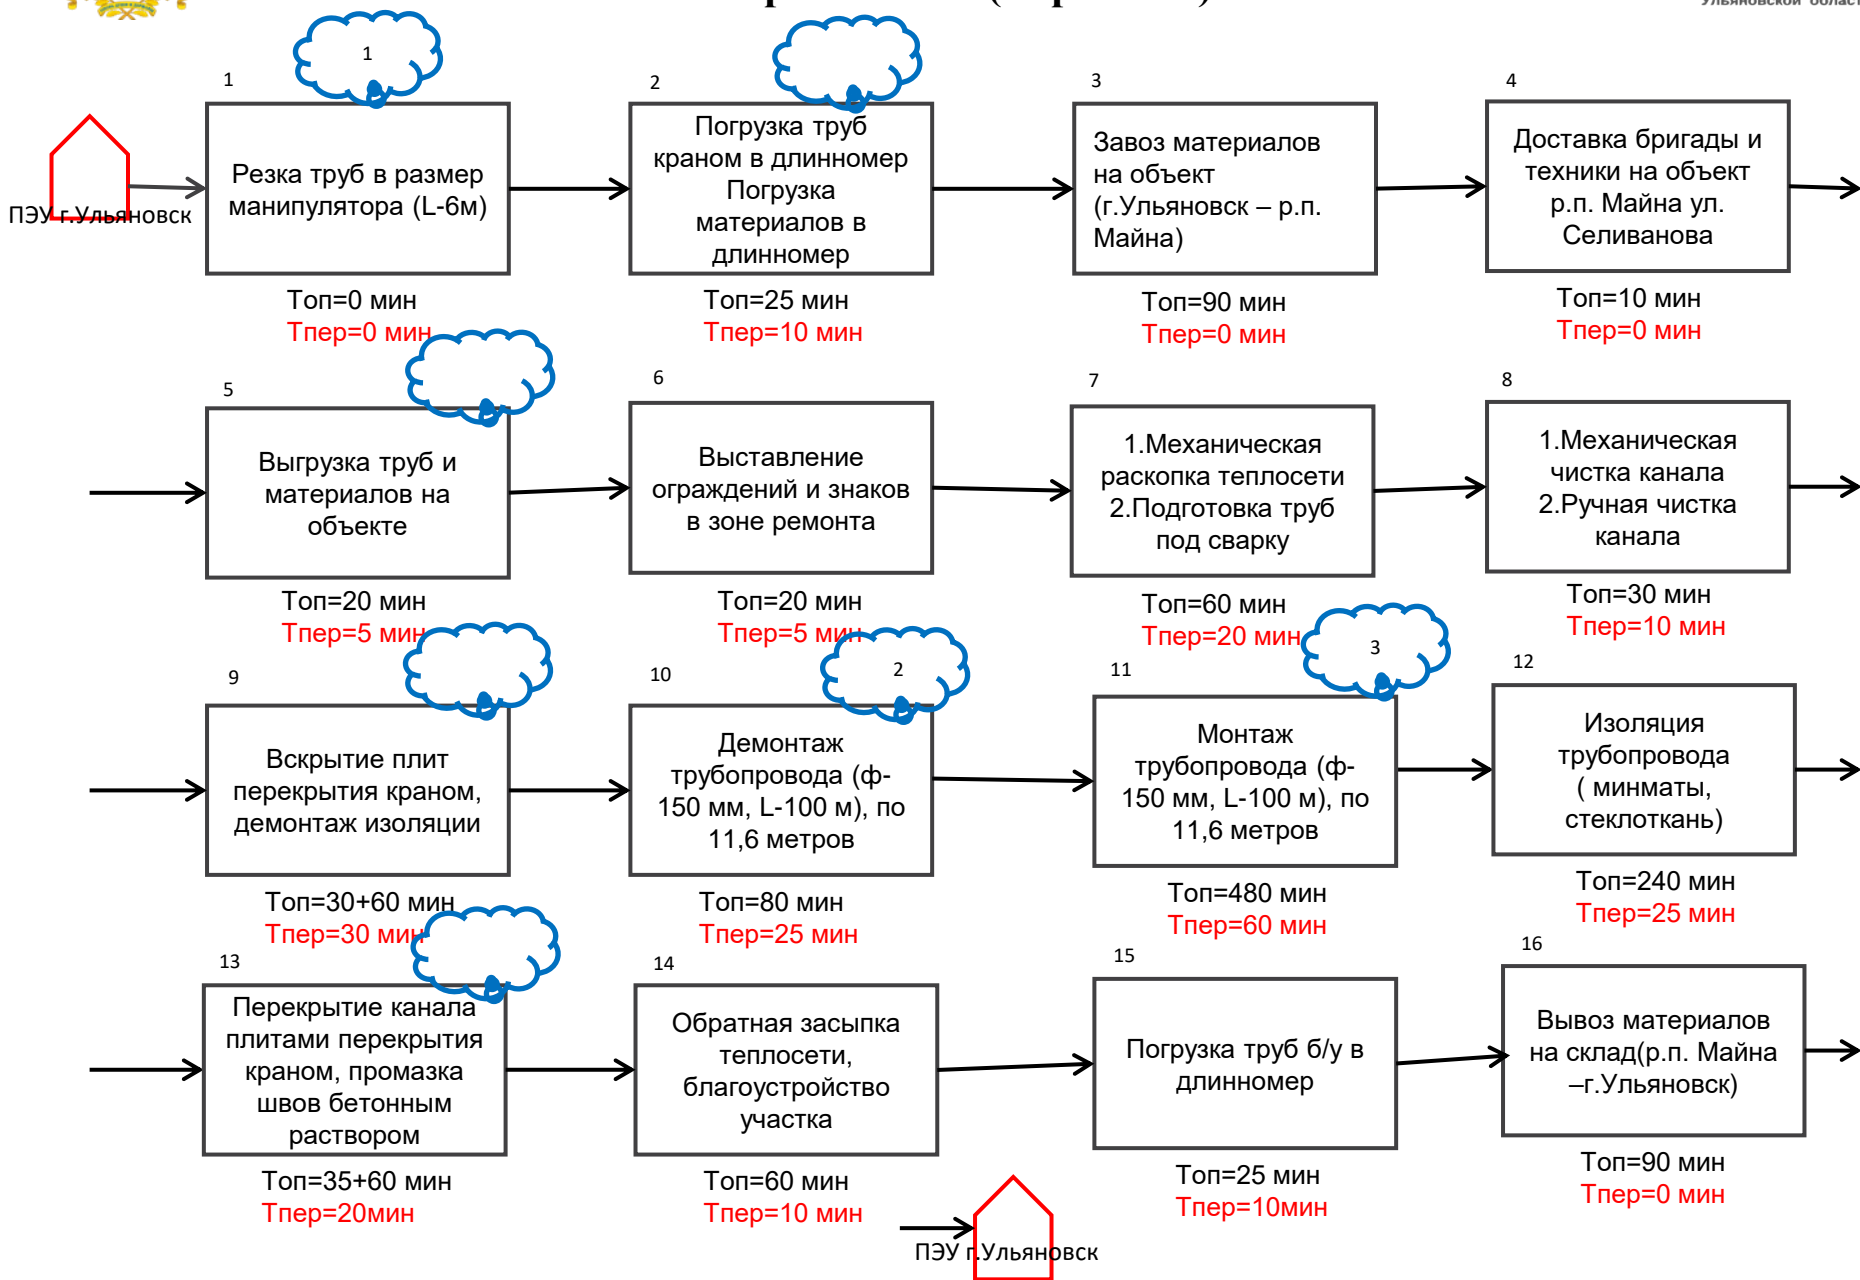 1
1
Резка труб в размер
манипулятора (L-6м)
Топ=0 мин
Тпер=0 мин
2
Погрузка труб
краном в длинномер
Погрузка
материалов в
длинномер
Топ=25 мин
Тпер=10 мин
3
Завоз материалов
на объект
(г.Ульяновск – р.п.
Майна)
Топ=90 мин
Тпер=0 мин
4
Доставка бригады и
техники на объект
р.п. Майна ул.
Селиванова
Топ=10 мин
Тпер=0 мин
ПЭУ г.Ульяновск
5
Выгрузка труб и
материалов на
объекте
Топ=20 мин
Тпер=5 мин
6
Выставление
ограждений и знаков
в зоне ремонта
Топ=20 мин
Тпер=5 мин
7
1.Механическая
раскопка теплосети
2.Подготовка труб
под сварку
Топ=60 мин
Тпер=20 мин
8
1.Механическая
чистка канала
2.Ручная чистка
канала
Топ=30 мин
Тпер=10 мин
9
Вскрытие плит
перекрытия краном,
демонтаж изоляции
Топ=30+60 мин
Тпер=30 мин
10
2
Демонтаж
трубопровода (ф-
150 мм, L-100 м), по
11,6 метров
Топ=80 мин
Тпер=25 мин
11
3
Монтаж
трубопровода (ф-
150 мм, L-100 м), по
11,6 метров
Топ=480 мин
Тпер=60 мин
12
Изоляция
трубопровода
( минматы,
стеклоткань)
Топ=240 мин
Тпер=25 мин
13
Перекрытие канала
плитами перекрытия
краном, промазка
швов бетонным
раствором
Топ=35+60 мин
Тпер=20мин
14
Обратная засыпка
теплосети,
благоустройство
участка
Топ=60 мин
Тпер=10 мин
15
Погрузка труб б/у в
длинномер
Топ=25 мин
Тпер=10мин
16
Вывоз материалов
на склад(р.п. Майна
–г.Ульяновск)
Топ=90 мин
Тпер=0 мин
ПЭУ г.Ульяновск